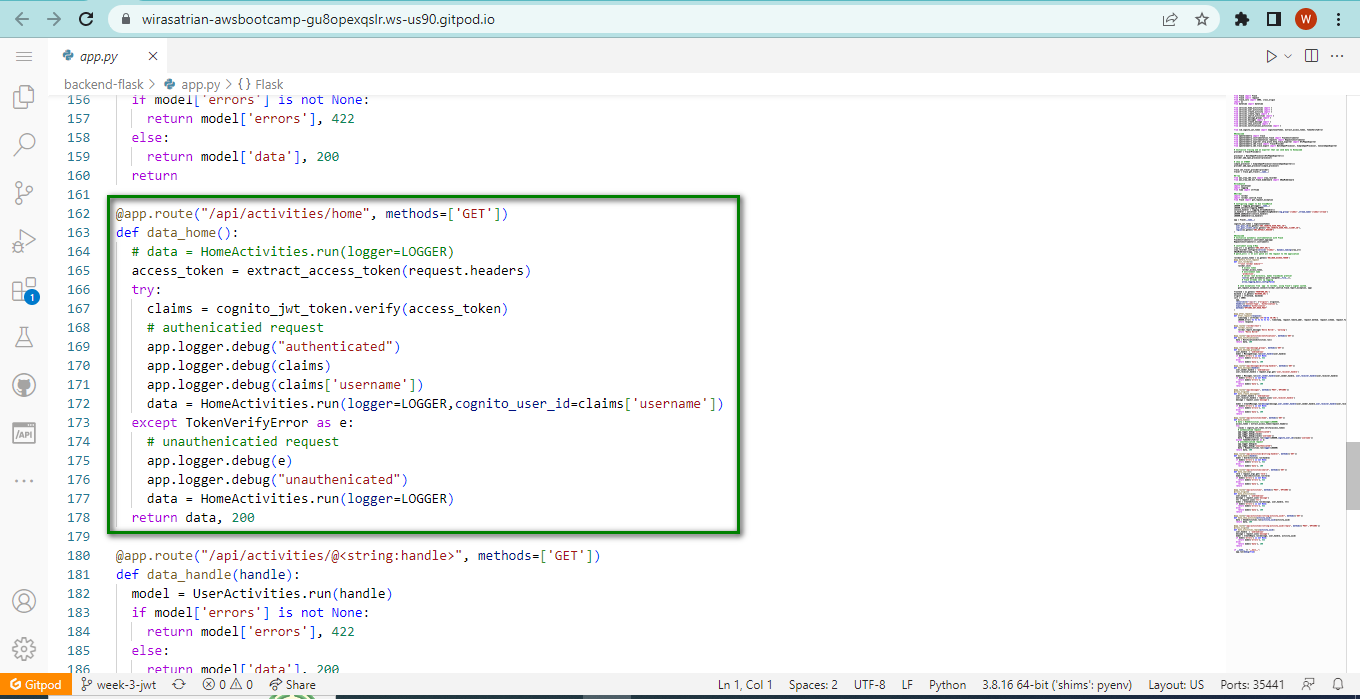 wirasatrian-awsbootcamp-gu8opexqslr.ws-us90.gitpod.io
W
app.py
backend-flask > app.py > {} Flask
156 if model['errors'] is not None:
157 return model['errors'], 422
158 else:
159 return model['data'], 200
160 return
161
162 @app.route("/api/activities/home", methods=['GET'])
163 def data_home():
164 # data = HomeActivities.run(logger=LOGGER)
165 access_token = extract_access_token(request.headers)
166 try:
167 claims = cognito_jwt_token.verify(access_token)
168 # authenicatied request
169 app.logger.debug("authenticated")
170 app.logger.debug(claims)
171 app.logger.debug(claims['username'])
172 data = HomeActivities.run(logger=LOGGER,cognito_user_id=claims['username'])
173 except TokenVerifyError as e:
174 # unauthenicatied request
175 app.logger.debug(e)
176 app.logger.debug("unauthenicated")
177 data = HomeActivities.run(logger=LOGGER)
178 return data, 200
179
180 @app.route("/api/activities/@<string:handle>", methods=['GET'])
181 def data_handle(handle):
182 model = UserActivities.run(handle)
183 if model['errors'] is not None:
184 return model['errors'], 422
185 else:
186 return model['data'], 200
1
/API
Gitpod week-3-jwt 0 0 Share Ln 1, Col 1 Spaces: 2 UTF-8 LF Python 3.8.16 64-bit ('shims': pyenv) Layout: US Ports: 35441